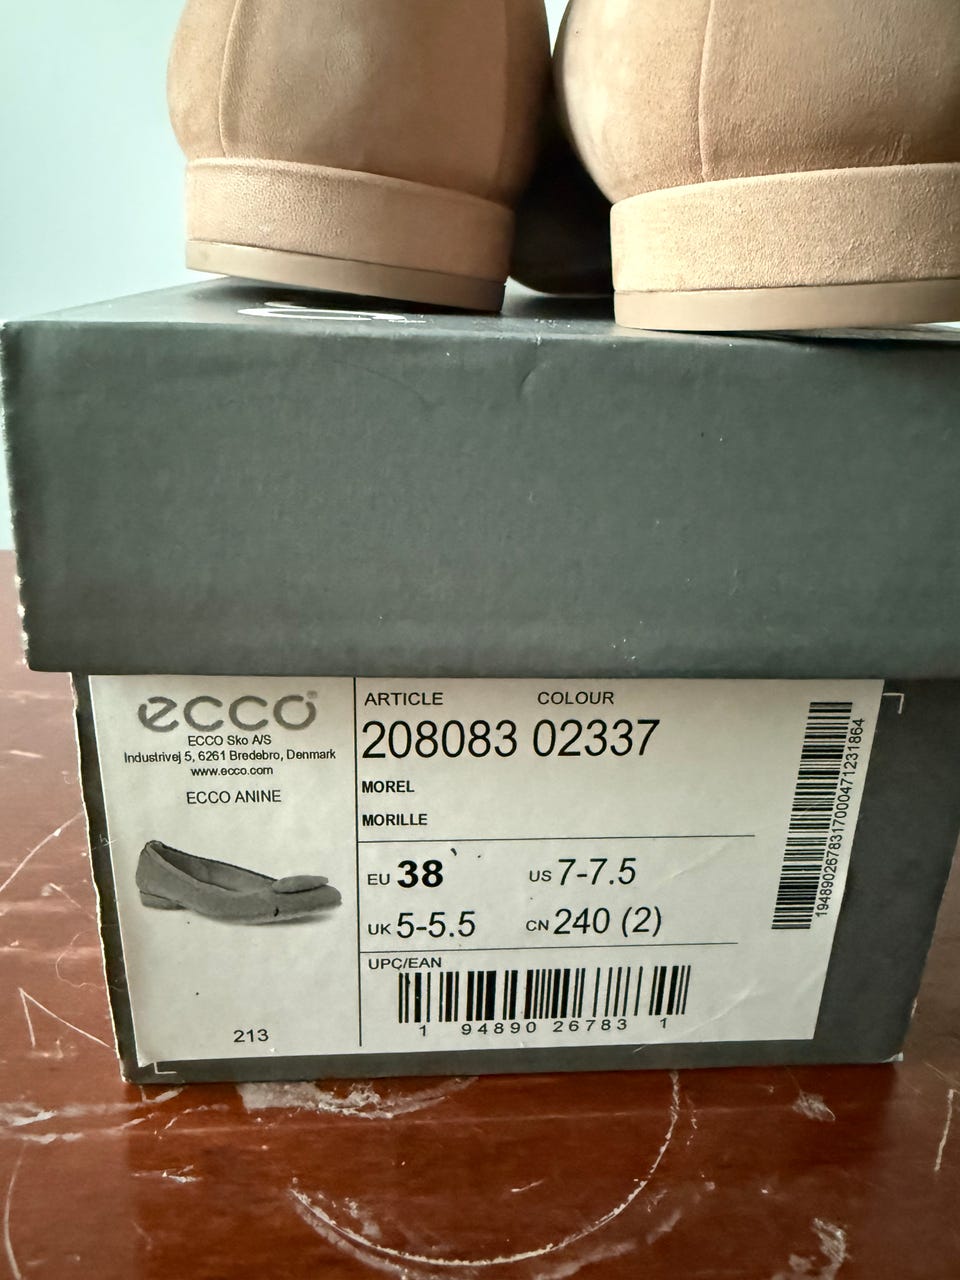 ecco®
ECCO Sko A/S
Industrivej 5, 6261 Bredebro, Denmark
www.ecco.com
ECCO ANINE
213
ARTICLE COLOUR
208083 02337
MOREL
MORILLE
EU 38 US 7-7.5
UK 5-5.5 CN 240 (2)
UPC/EAN
1 94890 26783 1
1948902678317000471231864